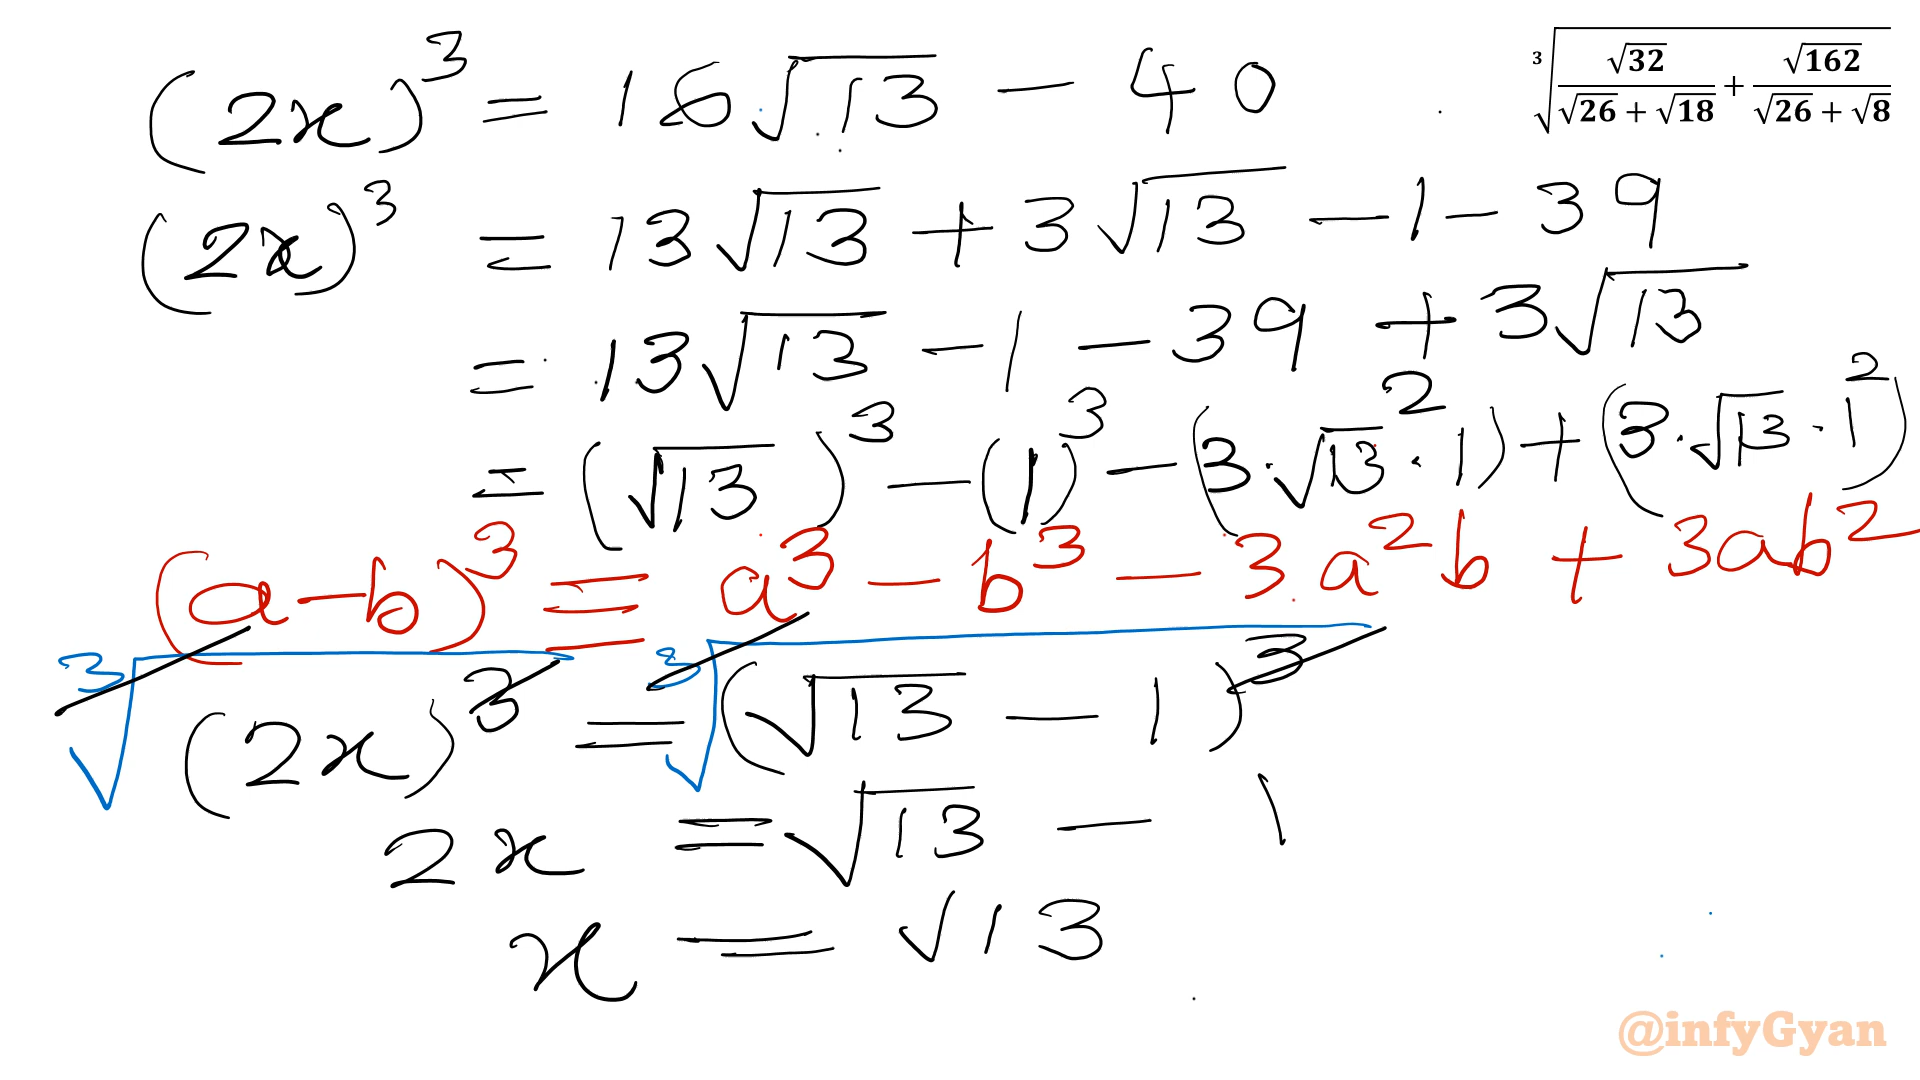 (2x)³ = 16√13 − 40
∛(√32/(√26 + √18) + √162/(√26 + √8))
(2x)³ = 13√13 + 3√13 − 1 − 39
= 13√13 − 1 − 39 + 3√13
= (√13)³ − (1)³ − (3·√13²·1) + (3·√13·1²)
(a−b)³ = a³ − b³ − 3a²b + 3ab²
∛(2x)³ = ∛(√13 − 1)³
2x = √13 − 1
x = √13
@infyGyan